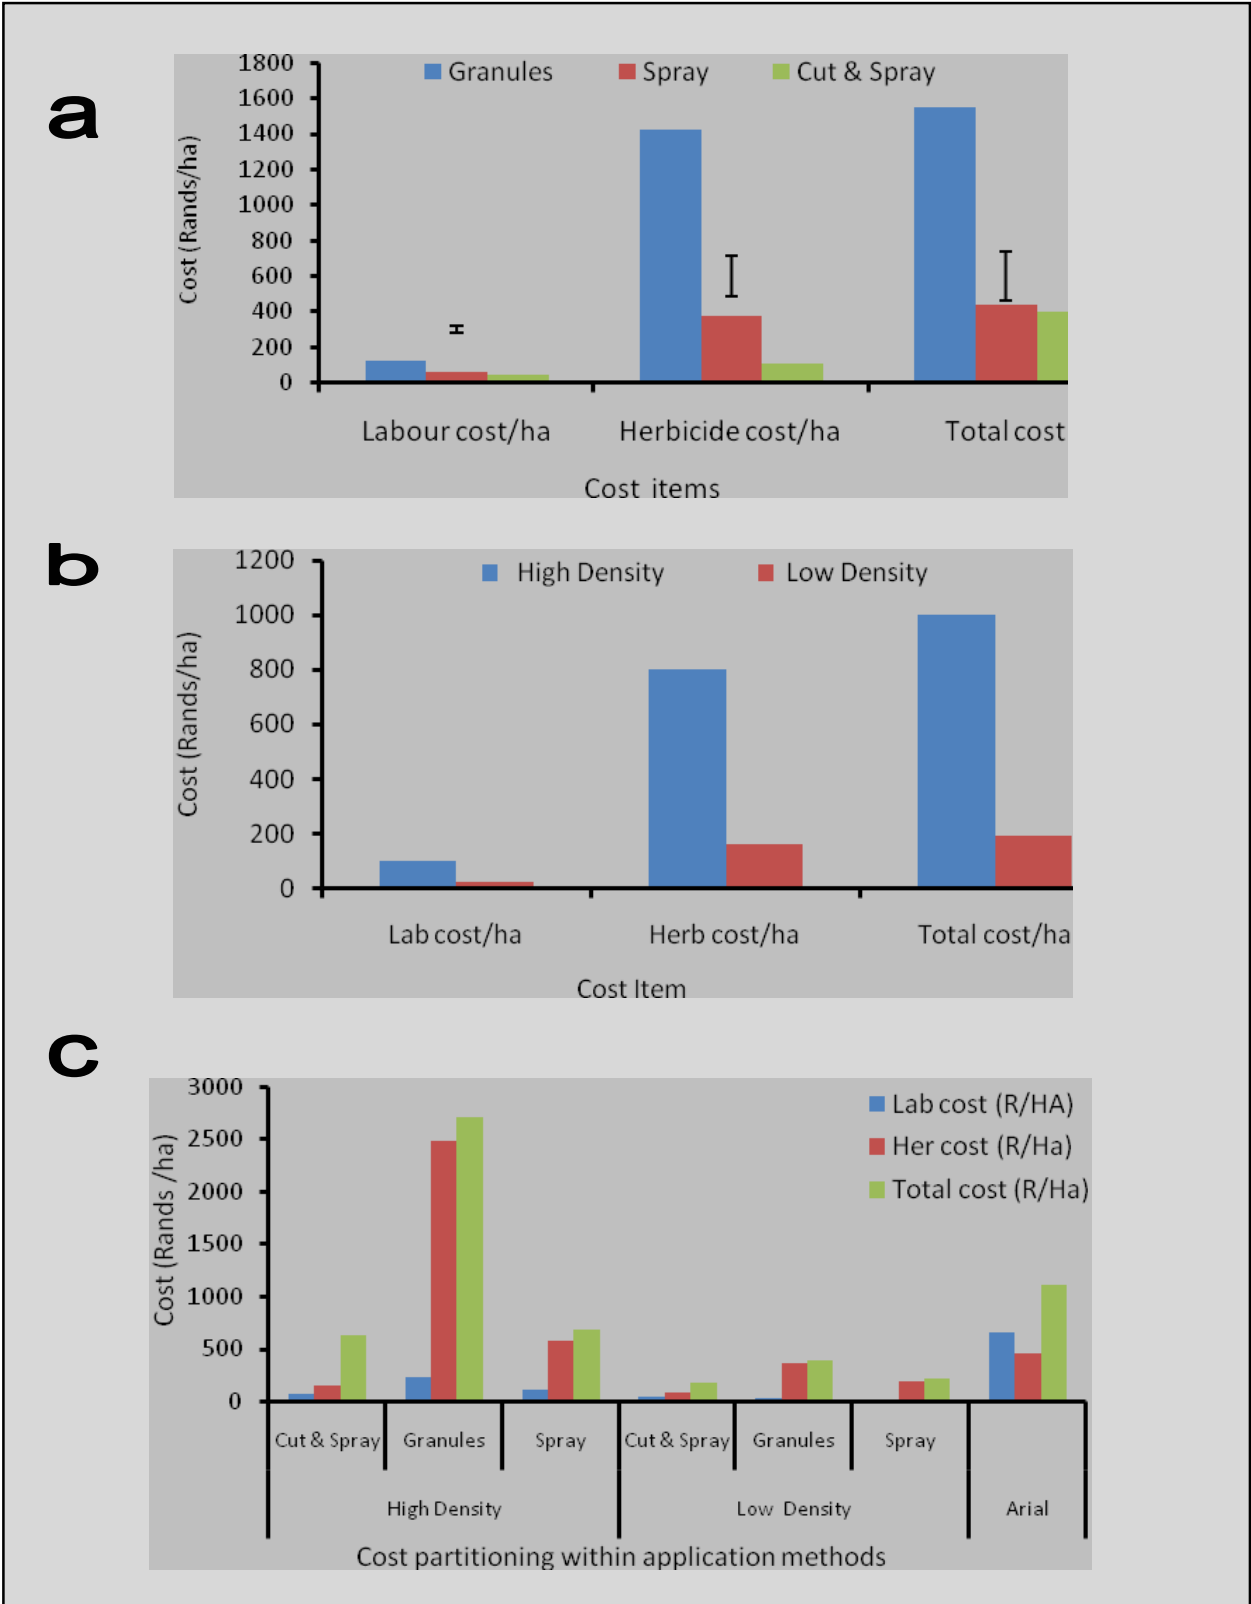 a
Granules Spray Cut & Spray
Cost (Rands/ha)
1800
1600
1400
1200
1000
800
600
400
200
0
Labour cost/ha Herbicide cost/ha Total cost
Cost items
b
High Density Low Density
Cost (Rands/ha)
1200
1000
800
600
400
200
0
Lab cost/ha Herb cost/ha Total cost/ha
Cost Item
c
Lab cost (R/HA)
Her cost (R/Ha)
Total cost (R/Ha)
Cost (Rands /ha)
3000
2500
2000
1500
1000
500
0
Cut & Spray Granules Spray Cut & Spray Granules Spray
High Density Low Density Arial
Cost partitioning within application methods